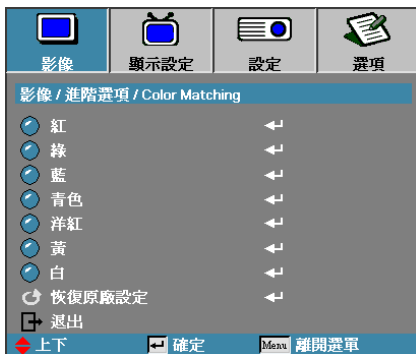 影像 顯示設定 設定 選項
影像 / 進階選項 / Color Matching
紅
綠
藍
青色
洋紅
黃
白
恢復原廠設定
退出
上下 確定 Menu 離開選單